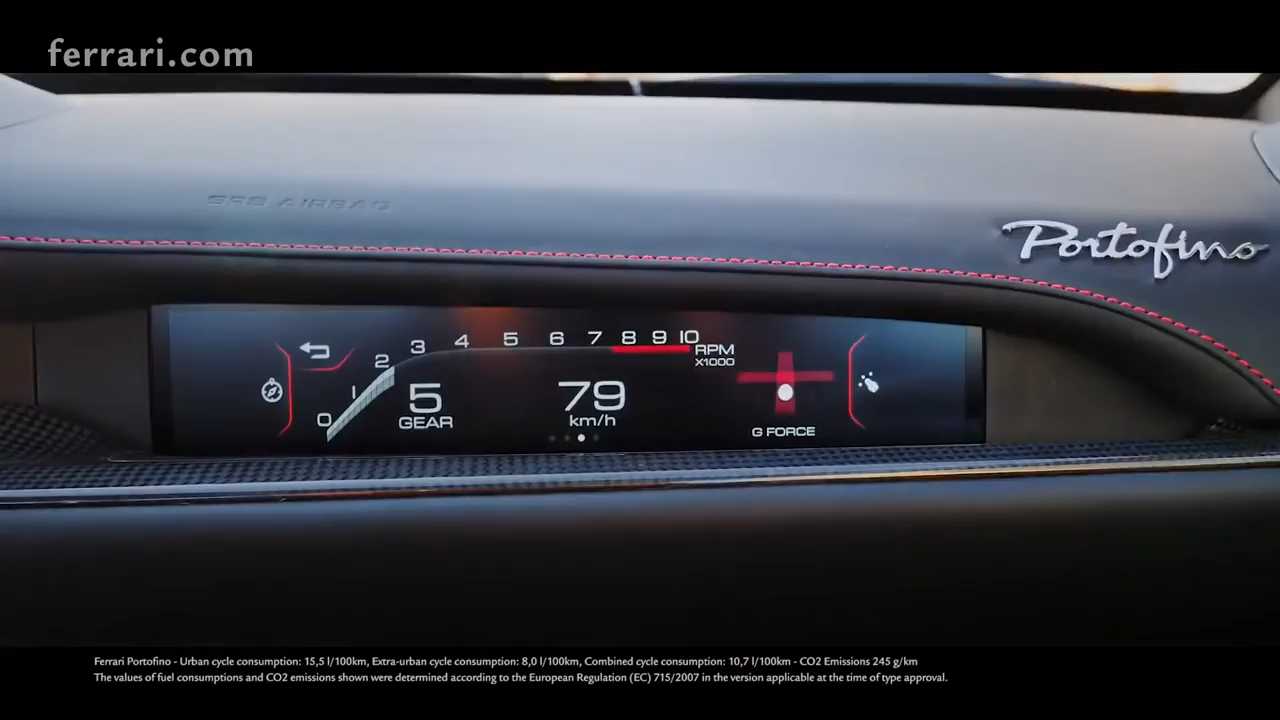 ferrari.com
SRS AIRBAG
Portofino
0 1 2 3 4 5 6 7 8 9 10
RPM
X1000
5
GEAR
79
km/h
G FORCE
Ferrari Portofino - Urban cycle consumption: 15,5 l/100km, Extra-urban cycle consumption: 8,0 l/100km, Combined cycle consumption: 10,7 l/100km - CO2 Emissions 245 g/km
The values of fuel consumptions and CO2 emissions shown were determined according to the European Regulation (EC) 715/2007 in the version applicable at the time of type approval.